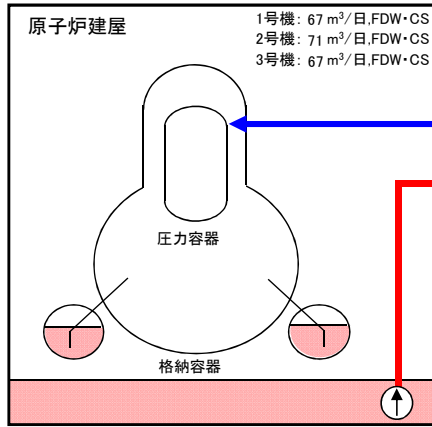 原子炉建屋
1号機: 67 m³/日,FDW・CS
2号機: 71 m³/日,FDW・CS
3号機: 67 m³/日,FDW・CS
圧力容器
格納容器